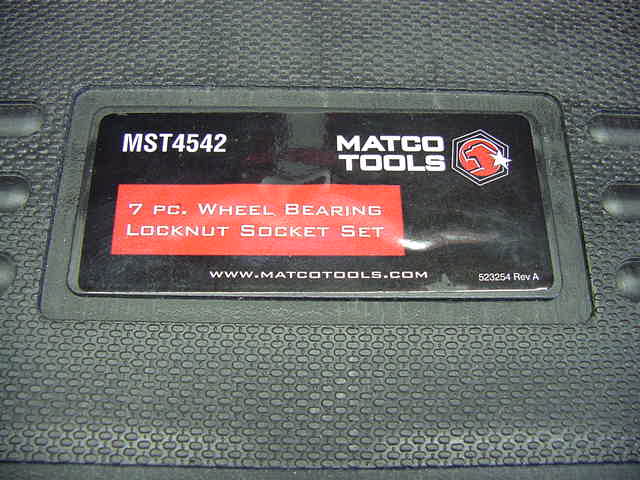 MST4542
MATCO
TOOLS
7 PC. WHEEL BEARING
LOCKNUT SOCKET SET
WWW.MATCOTOOLS.COM
523254 Rev A